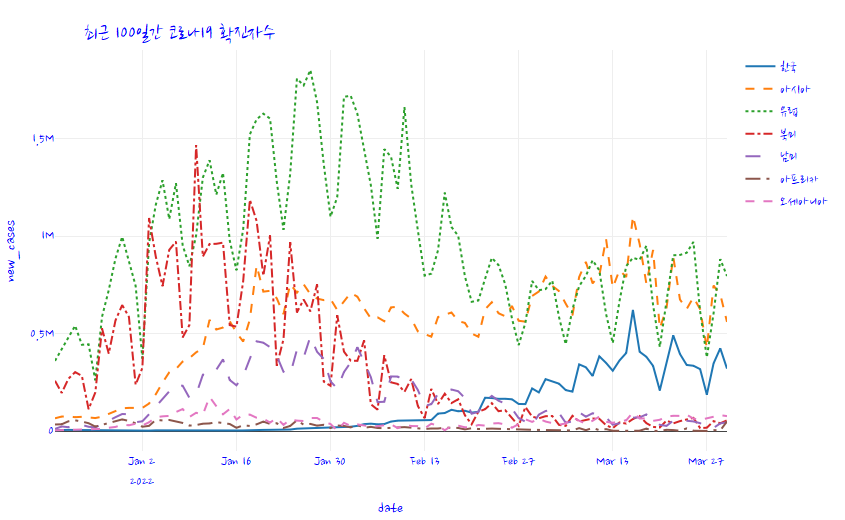 최근 100일간 코로나19 확진자수
한국
아시아
유럽
북미
남미
아프리카
오세아니아
new_cases
1.5M
1M
0.5M
0
Jan 2
2022
Jan 16
Jan 30
Feb 13
Feb 27
Mar 13
Mar 27
date